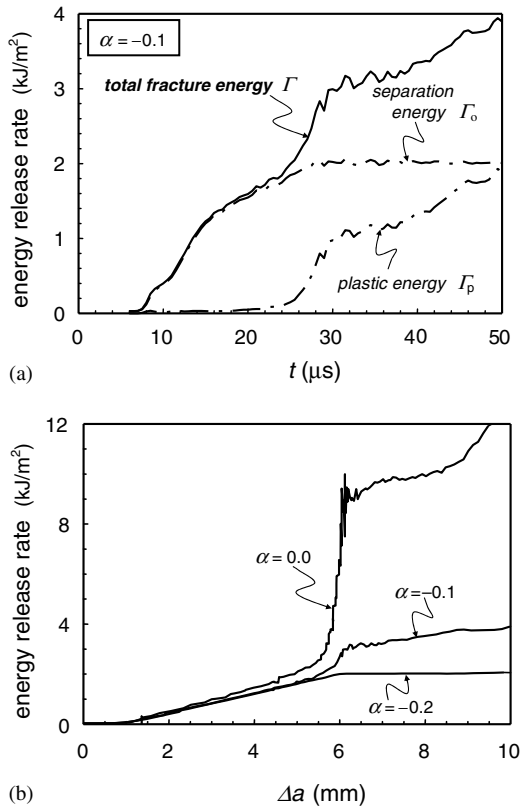 4
α=–0.1
3
2
1
0
total fracture energy Γ
separation
energy Γₒ
plastic energy Γₚ
energy release rate (kJ/m²)
0 10 20 30 40 50
(a)
t (μs)
12
8
4
0
energy release rate (kJ/m²)
α=0.0
α=–0.1
α=–0.2
0 2 4 6 8 10
(b)
Δa (mm)